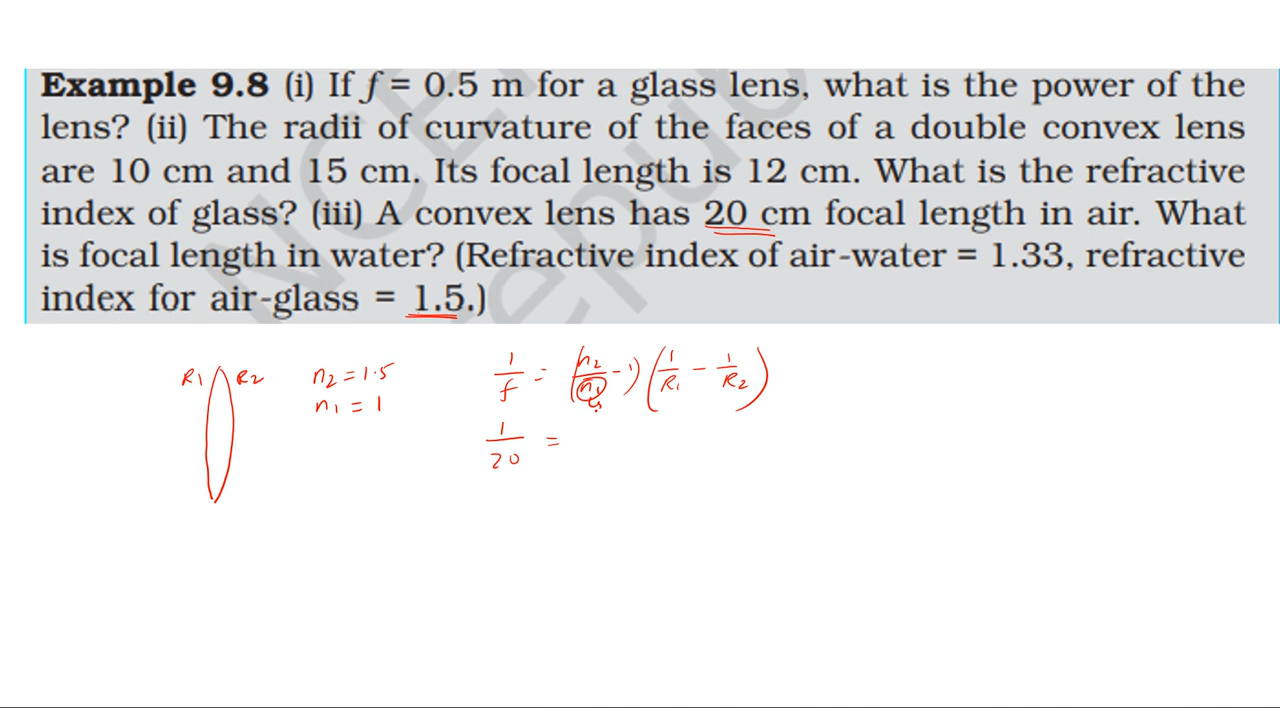 Example 9.8 (i) If f = 0.5 m for a glass lens, what is the power of the
lens? (ii) The radii of curvature of the faces of a double convex lens
are 10 cm and 15 cm. Its focal length is 12 cm. What is the refractive
index of glass? (iii) A convex lens has 20 cm focal length in air. What
is focal length in water? (Refractive index of air-water = 1.33, refractive
index for air-glass = 1.5.)
R1 R2 n2 = 1.5
n1 = 1
1/f = (n2/n1 - 1) (1/R1 - 1/R2)
1/20 =